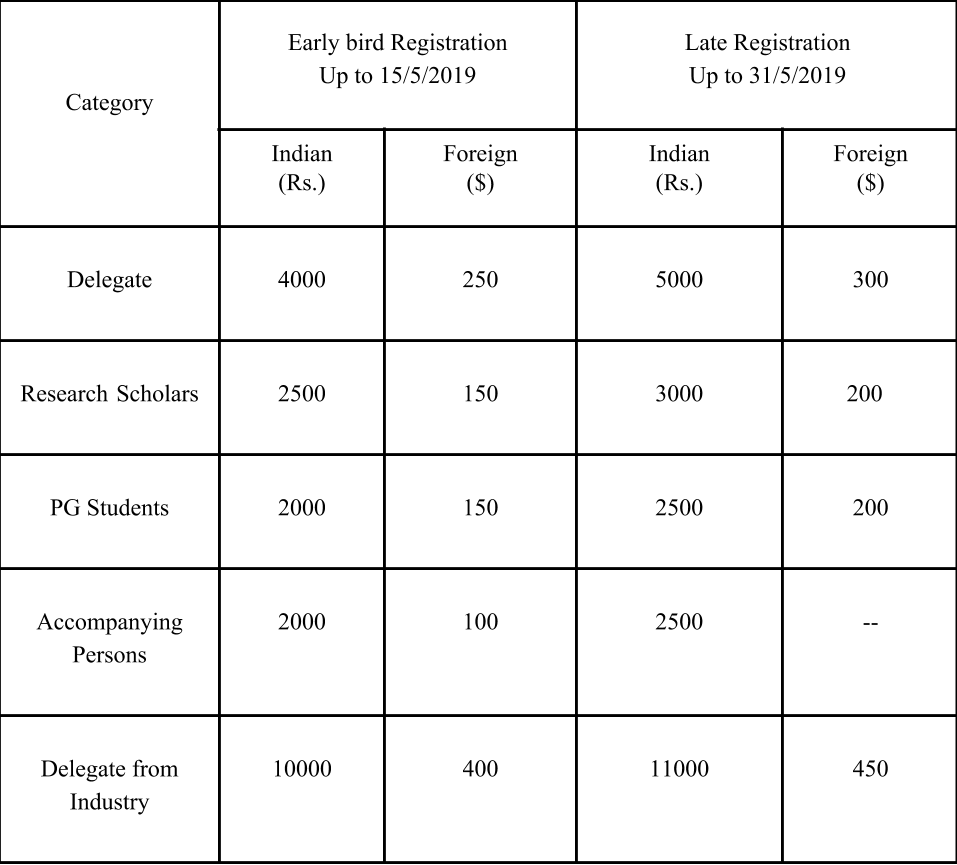 Category
Early bird Registration
Up to 15/5/2019
Late Registration
Up to 31/5/2019
Indian
(Rs.)
Foreign
($)
Indian
(Rs.)
Foreign
($)
Delegate 4000 250 5000 300
Research Scholars 2500 150 3000 200
PG Students 2000 150 2500 200
Accompanying
Persons
2000 100 2500 --
Delegate from
Industry
10000 400 11000 450